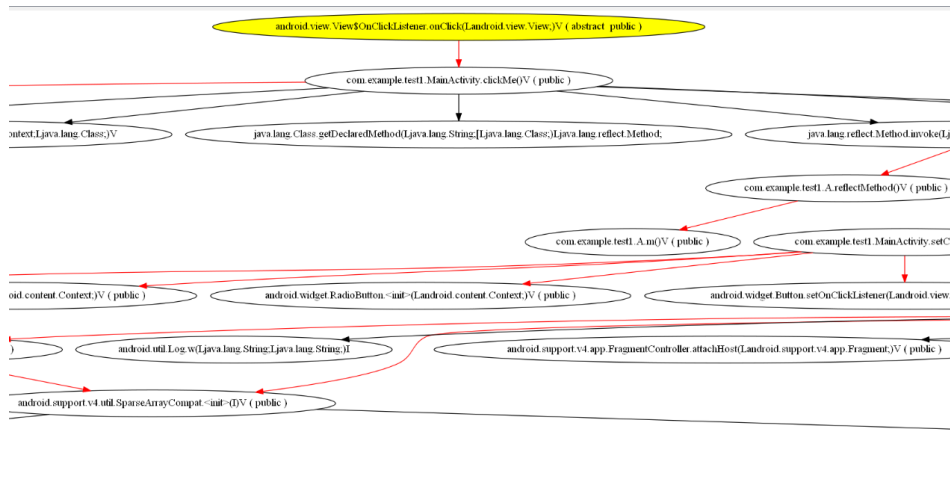 android.view.View$OnClickListener.onClick(Landroid.view.View;)V ( abstract public )
com.example.test1.MainActivity.clickMe()V ( public )
ontext;Ljava.lang.Class;)V
java.lang.Class.getDeclaredMethod(Ljava.lang.String;[Ljava.lang.Class;)Ljava.lang.reflect.Method;
java.lang.reflect.Method.invoke(Lj
com.example.test1.A.reflectMethod()V ( public )
com.example.test1.A.m()V ( public )
com.example.test1.MainActivity.setC
oid.content.Context;)V ( public )
android.widget.RadioButton.<init>(Landroid.content.Context;)V ( public )
android.widget.Button.setOnClickListener(Landroid.view
)
android.util.Log.w(Ljava.lang.String;Ljava.lang.String;)I
android.support.v4.app.FragmentController.attachHost(Landroid.support.v4.app.Fragment;)V ( public )
android.support.v4.util.SparseArrayCompat.<init>(I)V ( public )